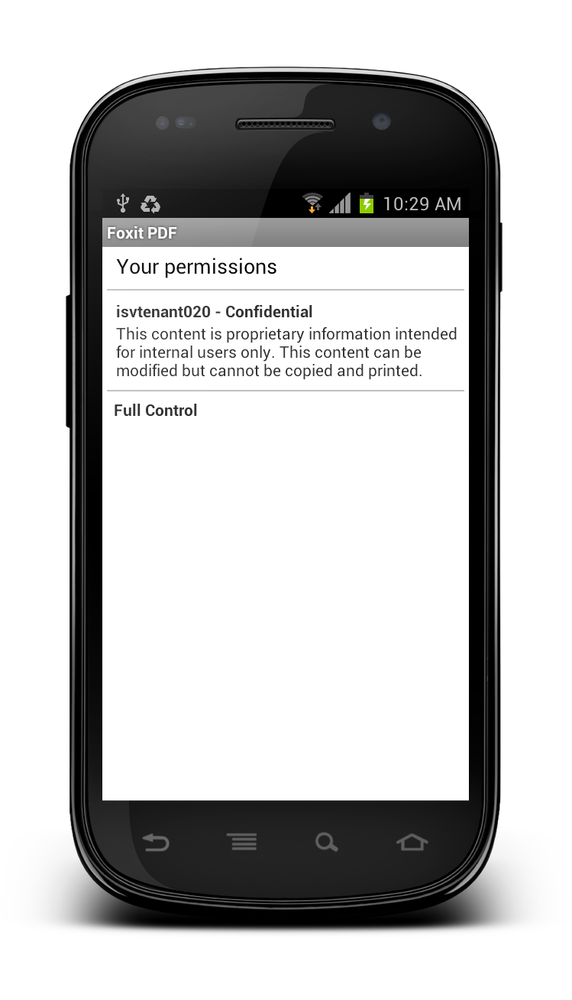 10:29 AM
Foxit PDF
Your permissions
isvtenant020 - Confidential
This content is proprietary information intended
for internal users only. This content can be
modified but cannot be copied and printed.
Full Control